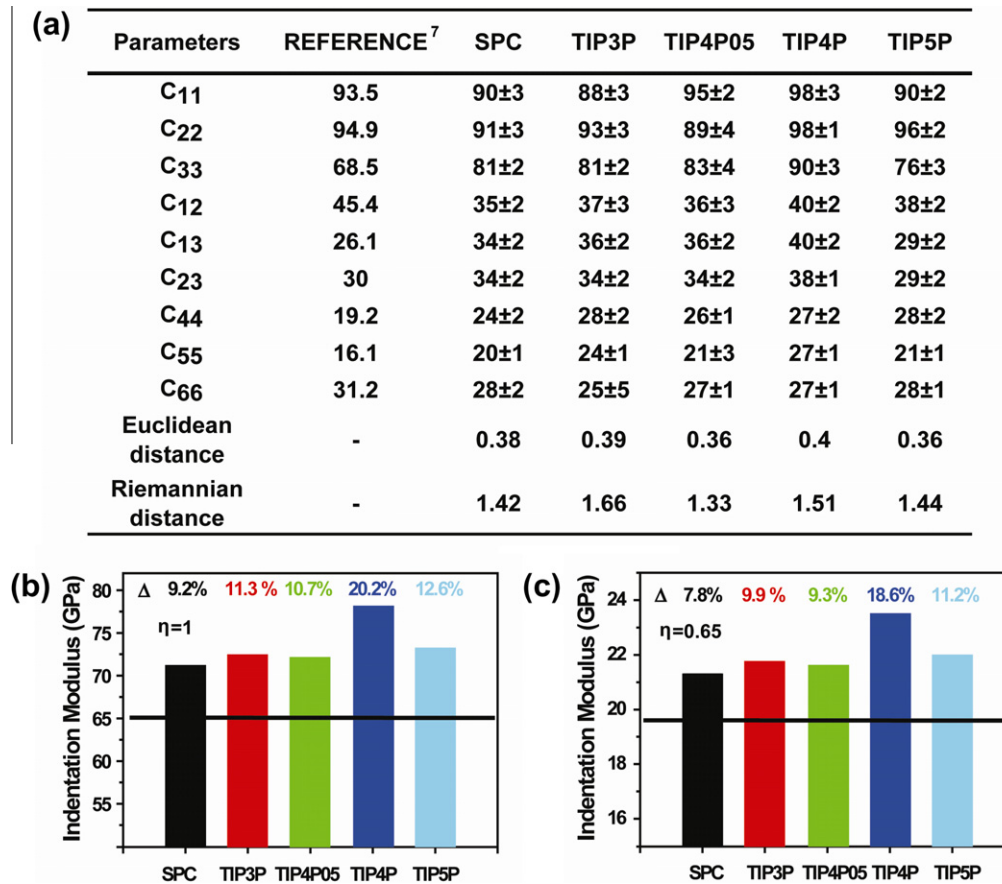 (a)
Parameters REFERENCE7 SPC TIP3P TIP4P05 TIP4P TIP5P
C11 93.5 90±3 88±3 95±2 98±3 90±2
C22 94.9 91±3 93±3 89±4 98±1 96±2
C33 68.5 81±2 81±2 83±4 90±3 76±3
C12 45.4 35±2 37±3 36±3 40±2 38±2
C13 26.1 34±2 36±2 36±2 40±2 29±2
C23 30 34±2 34±2 34±2 38±1 29±2
C44 19.2 24±2 28±2 26±1 27±2 28±2
C55 16.1 20±1 24±1 21±3 27±1 21±1
C66 31.2 28±2 25±5 27±1 27±1 28±1
Euclidean
distance - 0.38 0.39 0.36 0.4 0.36
Riemannian
distance - 1.42 1.66 1.33 1.51 1.44
(b)
Indentation Modulus (GPa)
80
75
70
65
60
55
Δ 9.2% 11.3 % 10.7% 20.2% 12.6%
η=1
SPC TIP3P TIP4P05 TIP4P TIP5P
(c)
Indentation Modulus (GPa)
24
22
20
18
16
Δ 7.8% 9.9 % 9.3% 18.6% 11.2%
η=0.65
SPC TIP3P TIP4P05 TIP4P TIP5P